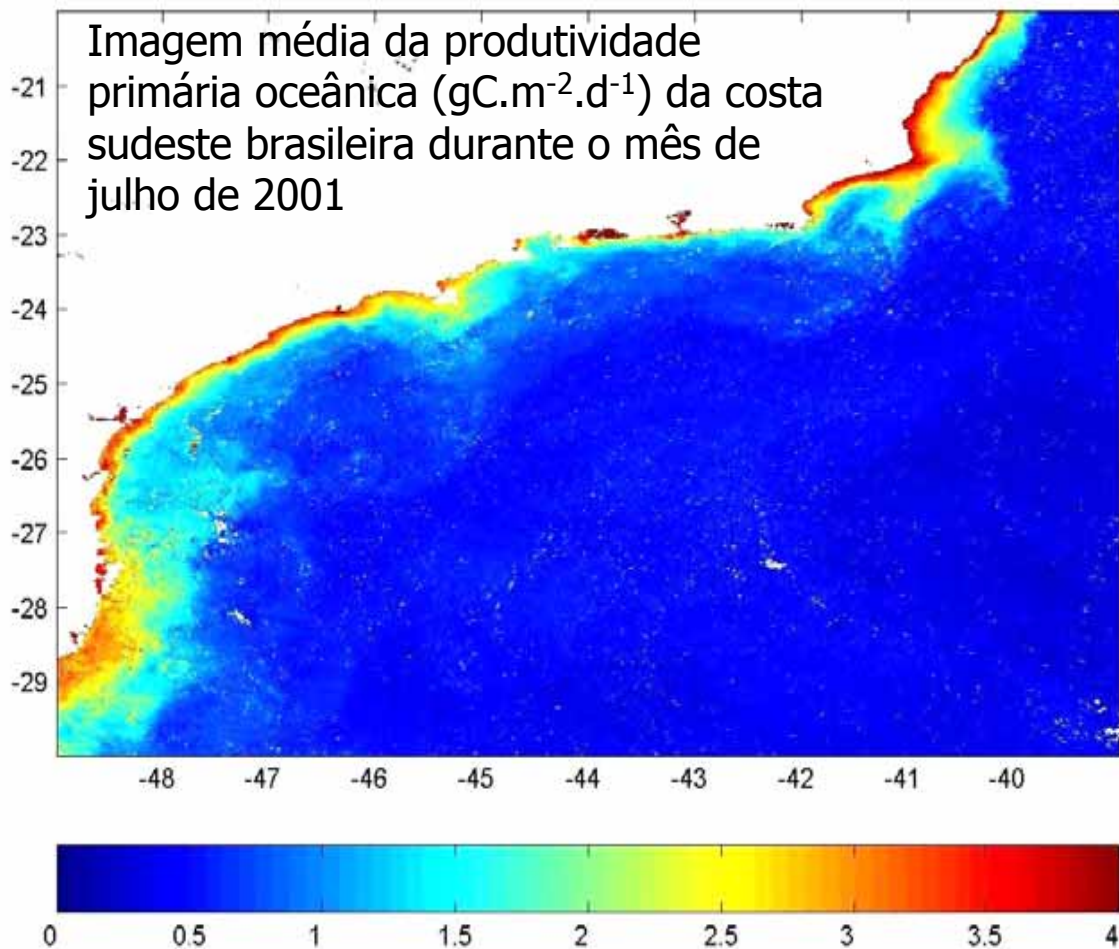 Imagem média da produtividade
primária oceânica (gC.m-2.d-1) da costa
sudeste brasileira durante o mês de
julho de 2001
-21
-22
-23
-24
-25
-26
-27
-28
-29
-48 -47 -46 -45 -44 -43 -42 -41 -40
0 0.5 1 1.5 2 2.5 3 3.5 4